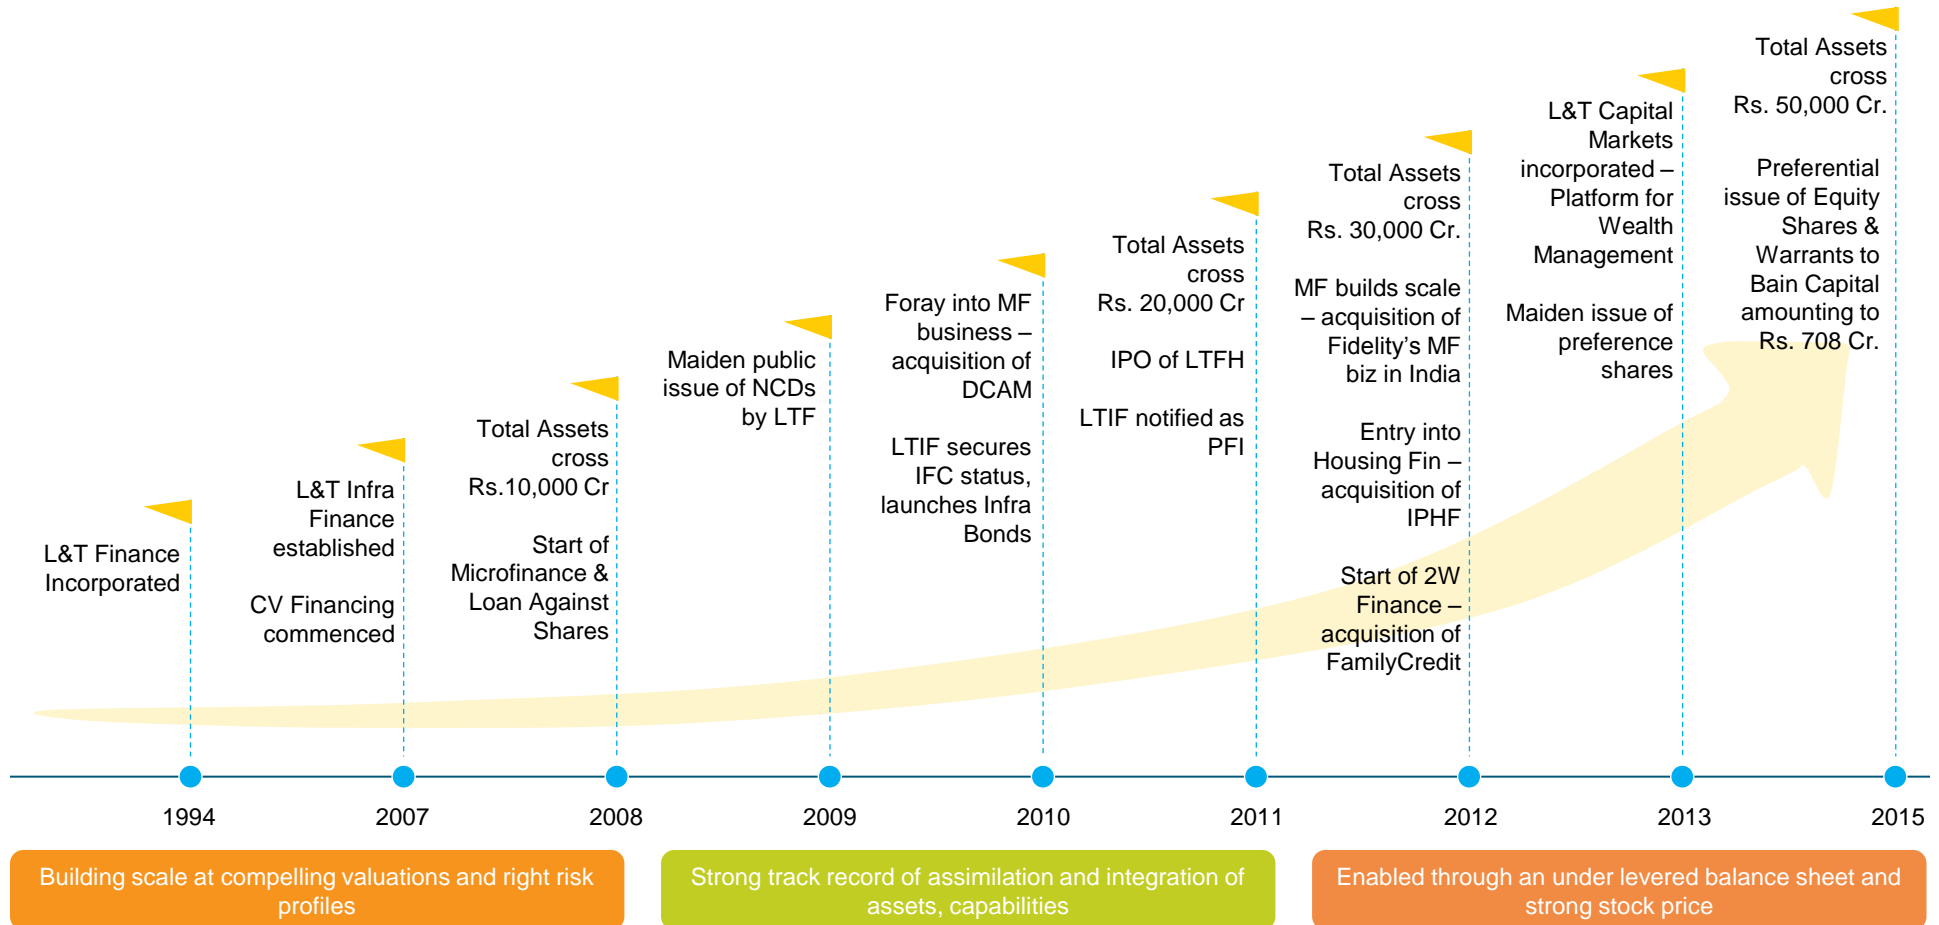 L&T Finance
Incorporated
L&T Infra
Finance
established
CV Financing
commenced
Total Assets
cross
Rs.10,000 Cr
Start of
Microfinance &
Loan Against
Shares
Maiden public
issue of NCDs
by LTF
Foray into MF
business –
acquisition of
DCAM
LTIF secures
IFC status,
launches Infra
Bonds
Total Assets
cross
Rs. 20,000 Cr
IPO of LTFH
LTIF notified as
PFI
Total Assets
cross
Rs. 30,000 Cr.
MF builds scale
– acquisition of
Fidelity’s MF
biz in India
Entry into
Housing Fin –
acquisition of
IPHF
Start of 2W
Finance –
acquisition of
FamilyCredit
L&T Capital
Markets
incorporated –
Platform for
Wealth
Management
Maiden issue of
preference
shares
Total Assets
cross
Rs. 50,000 Cr.
Preferential
issue of Equity
Shares &
Warrants to
Bain Capital
amounting to
Rs. 708 Cr.
1994
2007
2008
2009
2010
2011
2012
2013
2015
Building scale at compelling valuations and right risk
profiles
Strong track record of assimilation and integration of
assets, capabilities
Enabled through an under levered balance sheet and
strong stock price